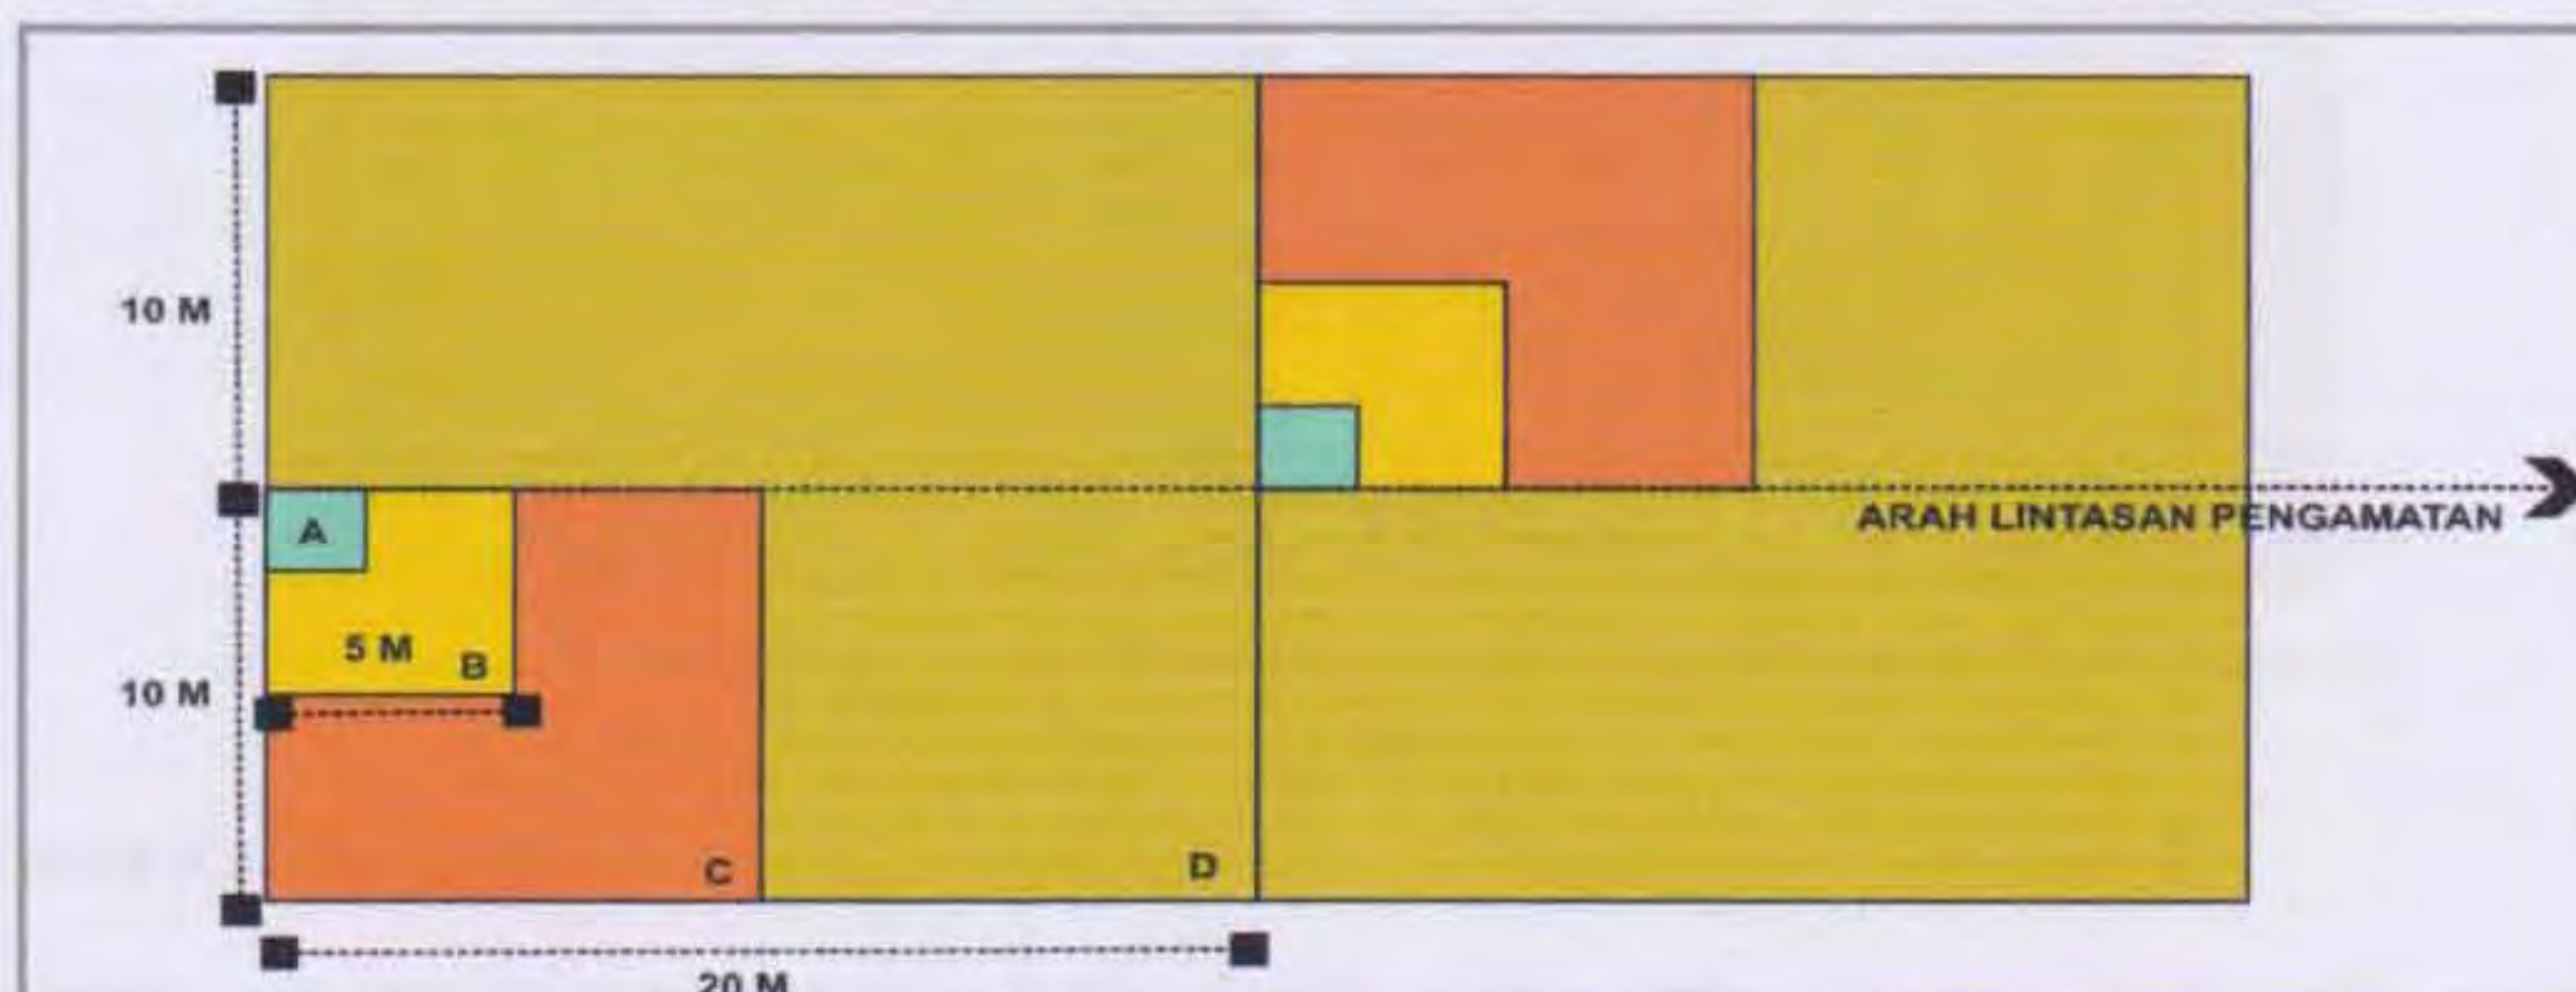 10 M
ARAH LINTASAN PENGAMATAN
A
5 M
B
10 M
C
D
20 M